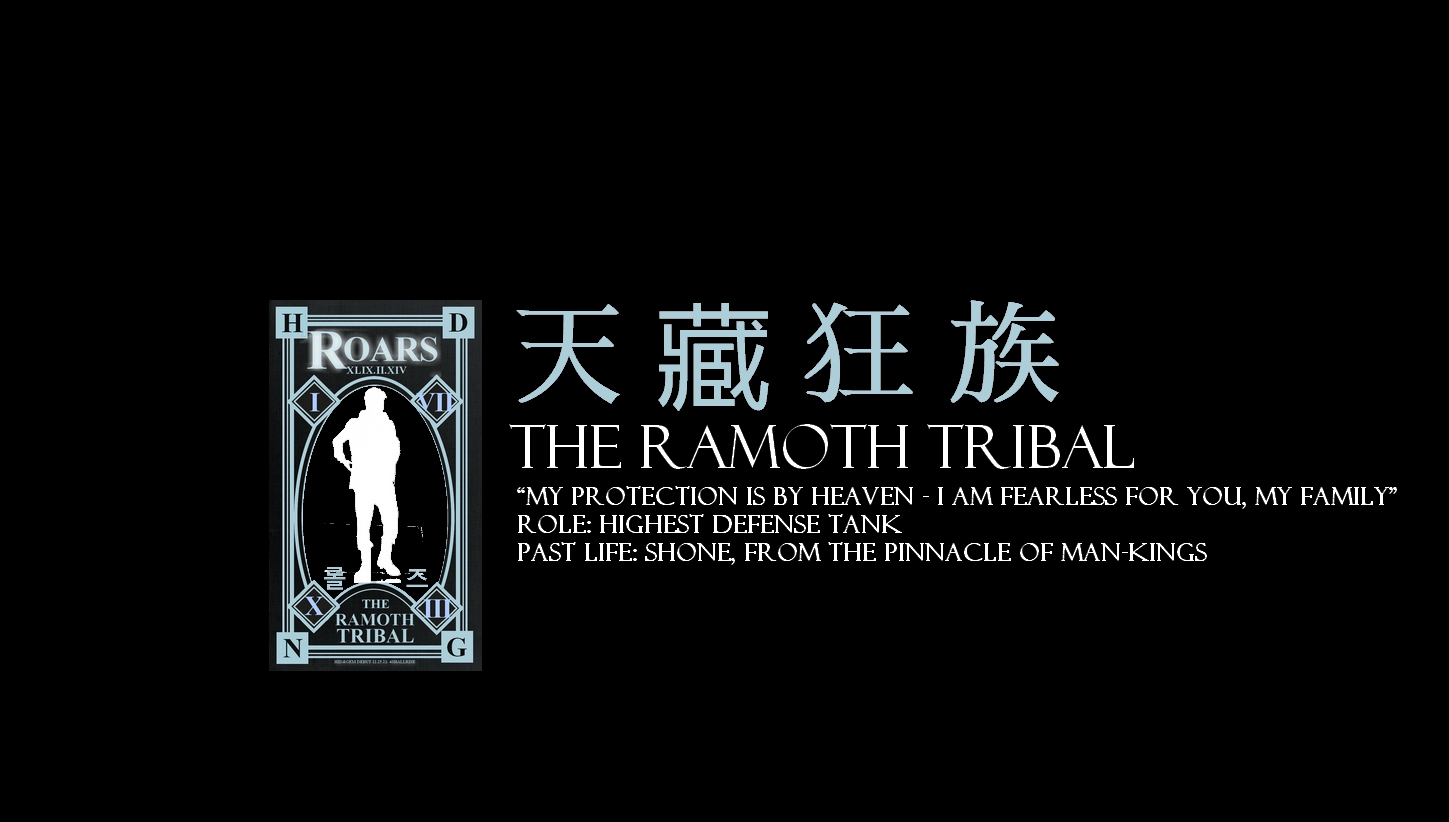 H D
ROARS
XLIX.II.XIV
I VII
롤 즈
X III
THE
RAMOTH
TRIBAL
N G
天藏狂族
THE RAMOTH TRIBAL
“MY PROTECTION IS BY HEAVEN - I AM FEARLESS FOR YOU, MY FAMILY”
ROLE: HIGHEST DEFENSE TANK
PAST LIFE: SHONE, FROM THE PINNACLE OF MAN-KINGS